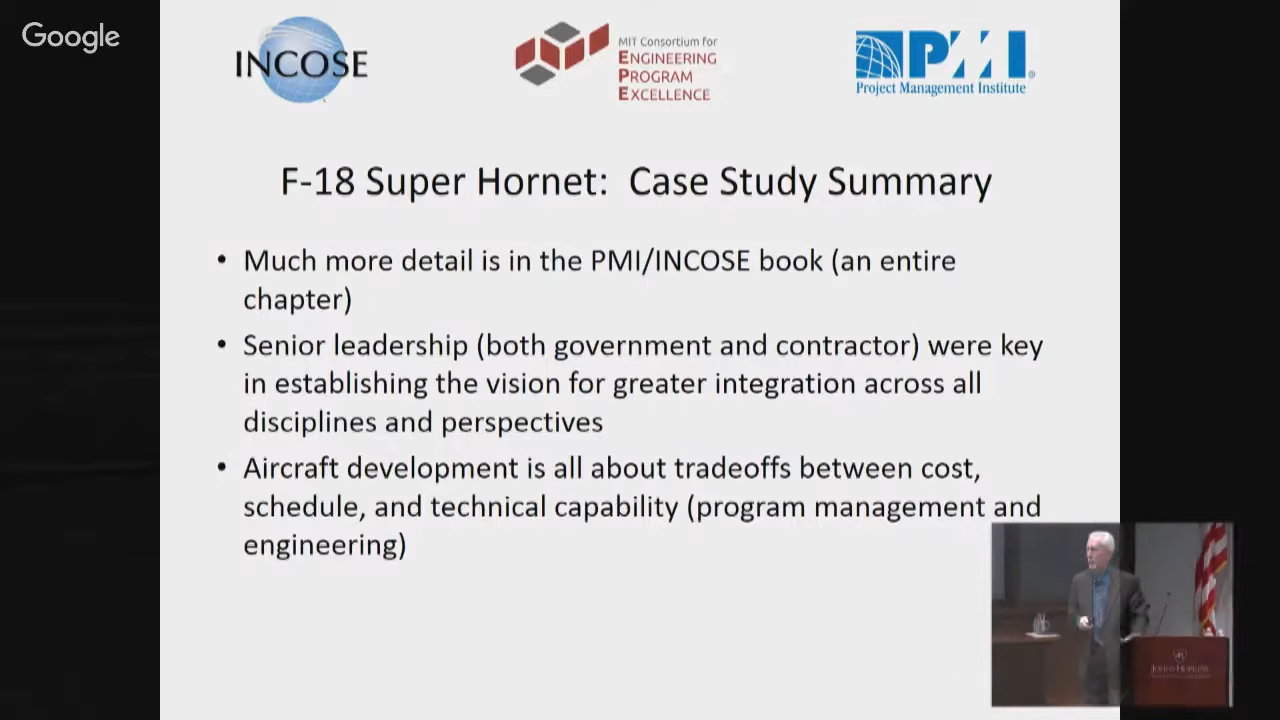 Google
INCOSE
MIT Consortium for
ENGINEERING
PROGRAM
EXCELLENCE
PMI
Project Management Institute
F-18 Super Hornet: Case Study Summary
• Much more detail is in the PMI/INCOSE book (an entire
chapter)
• Senior leadership (both government and contractor) were key
in establishing the vision for greater integration across all
disciplines and perspectives
• Aircraft development is all about tradeoffs between cost,
schedule, and technical capability (program management and
engineering)
JOHNS HOPKINS